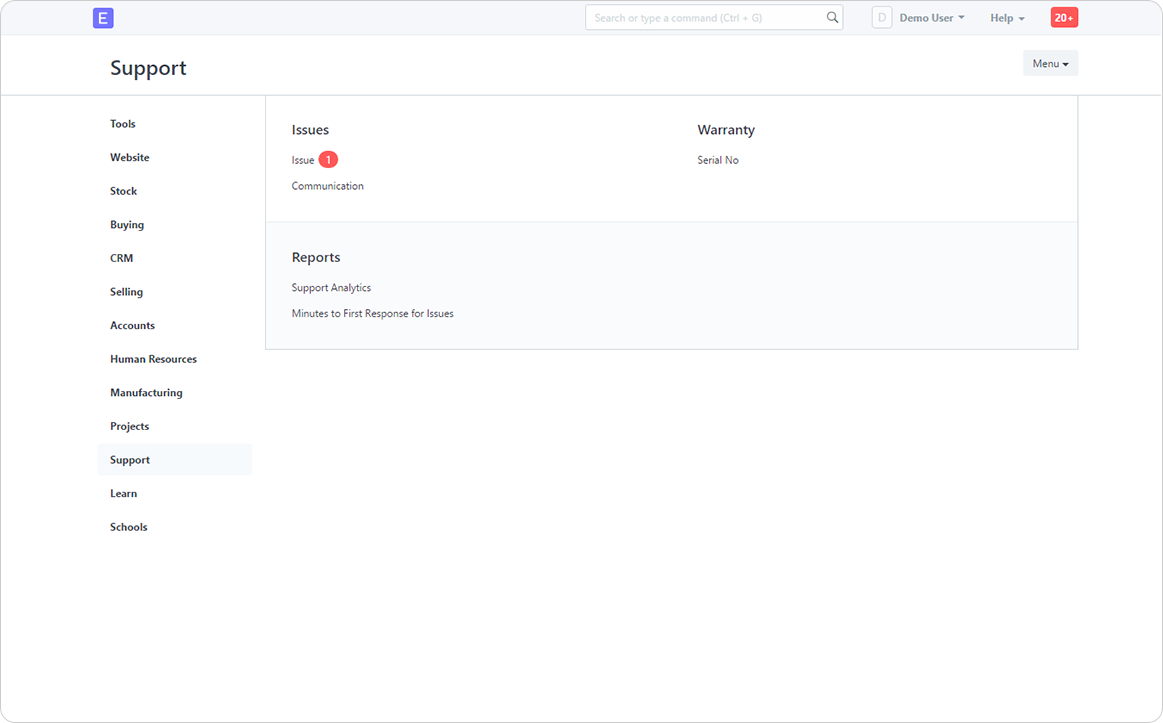 E
Search or type a command (Ctrl + G)
D
Demo User
Help
20+
Support
Menu
Tools
Website
Stock
Buying
CRM
Selling
Accounts
Human Resources
Manufacturing
Projects
Support
Learn
Schools
Issues
Issue 1
Communication
Warranty
Serial No
Reports
Support Analytics
Minutes to First Response for Issues